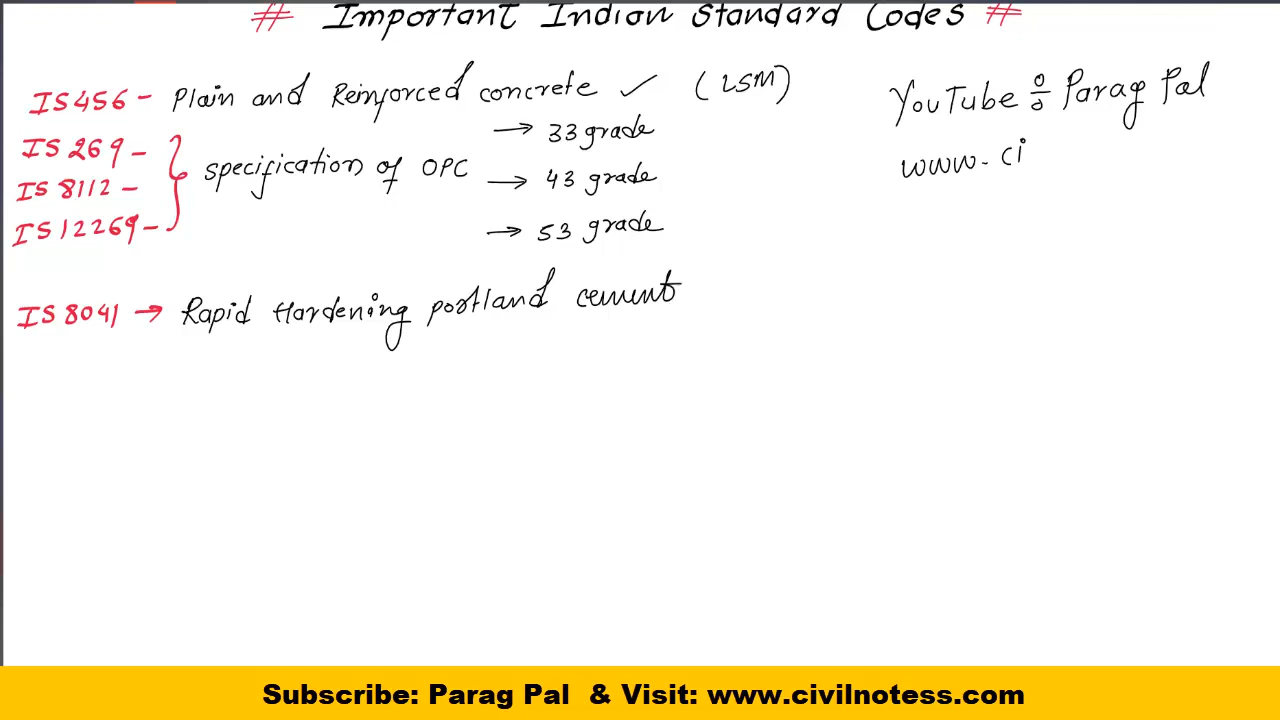 # Important Indian Standard Codes #
IS 456 - Plain and Reinforced concrete ✓ (LSM)
YouTube : Parag Pal
www. ci
IS 269 -
IS 8112 -
IS 12269 -
specification of OPC
→ 33 grade
→ 43 grade
→ 53 grade
IS 8041 → Rapid Hardening portland cement
Subscribe: Parag Pal & Visit: www.civilnotess.com